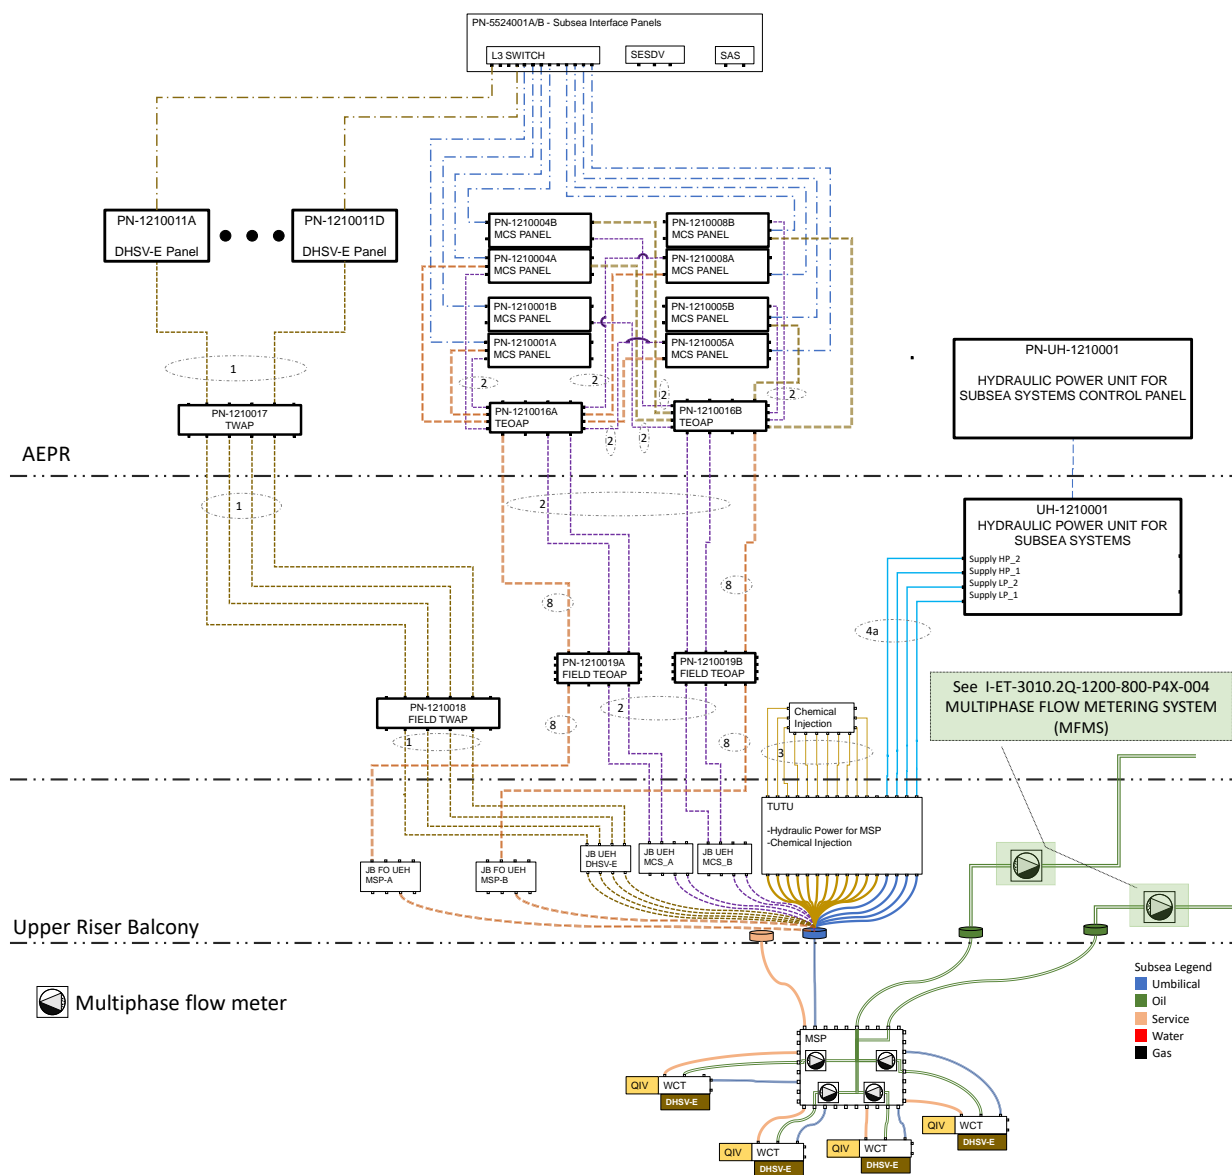 PN-5524001A/B - Subsea Interface Panels
L3 SWITCH
SESDV
SAS
PN-1210011A
DHSV-E Panel
PN-1210011D
DHSV-E Panel
PN-1210004B
MCS PANEL
PN-1210004A
MCS PANEL
PN-1210008B
MCS PANEL
PN-1210008A
MCS PANEL
PN-1210001B
MCS PANEL
PN-1210001A
MCS PANEL
PN-1210005B
MCS PANEL
PN-1210005A
MCS PANEL
PN-UH-1210001
HYDRAULIC POWER UNIT FOR
SUBSEA SYSTEMS CONTROL PANEL
1
2
2
2
2
2
2
PN-1210017
TWAP
PN-1210016A
TEOAP
PN-1210016B
TEOAP
AEPR
1
2
UH-1210001
HYDRAULIC POWER UNIT FOR
SUBSEA SYSTEMS
Supply HP_2
Supply HP_1
Supply LP_2
Supply LP_1
8
8
4a
PN-1210019A
FIELD TEOAP
PN-1210019B
FIELD TEOAP
See I-ET-3010.2Q-1200-800-P4X-004
MULTIPHASE FLOW METERING SYSTEM
(MFMS)
PN-1210018
FIELD TWAP
2
Chemical
Injection
1
8
8
3
TUTU
-Hydraulic Power for MSP
-Chemical Injection
JB FO UEH
MSP-A
JB FO UEH
MSP-B
JB UEH
DHSV-E
JB UEH
MCS_A
JB UEH
MCS_B
Upper Riser Balcony
Multiphase flow meter
Subsea Legend
Umbilical
Oil
Service
Water
Gas
MSP
QIV
WCT
DHSV-E
QIV
WCT
DHSV-E
QIV
WCT
DHSV-E
QIV
WCT
DHSV-E